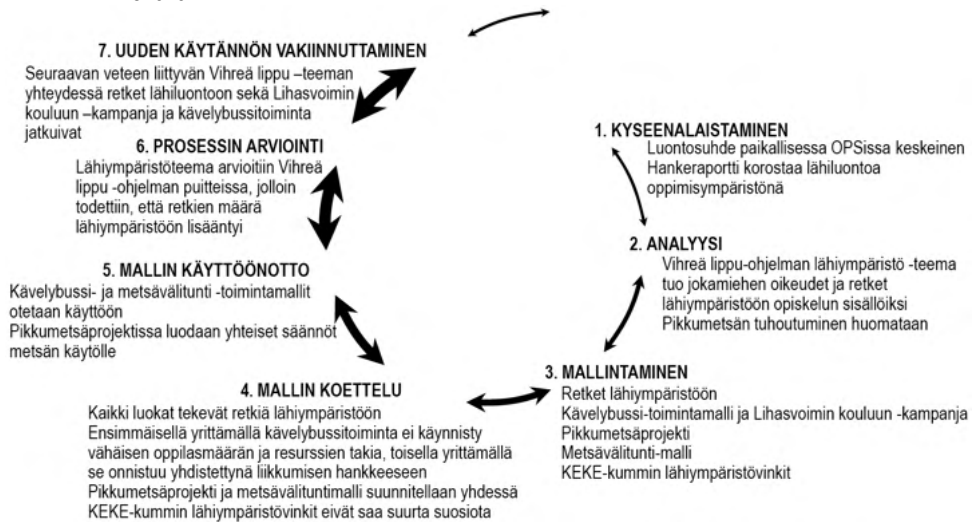 7. UUDEN KÄYTÄNNÖN VAKIINNUTTAMINEN
Seuraavan veteen liittyvän Vihreä lippu –teeman
yhteydessä retket lähiluontoon sekä Lihasvoimin
kouluun –kampanja ja kävelybussitoiminta
jatkuivat
6. PROSESSIN ARVIOINTI
Lähiympäristöteema arvioitiin Vihreä
lippu -ohjelman puitteissa, jolloin
todettiin, että retkien määrä
lähiympäristöön lisääntyi
5. MALLIN KÄYTTÖÖNOTTO
Kävelybussi- ja metsävälitunti -toimintamallit
otetaan käyttöön
Pikkumetsäprojektissa luodaan yhteiset säännöt
metsän käytölle
4. MALLIN KOETTELU
Kaikki luokat tekevät retkiä lähiympäristöön
Ensimmäisellä yrittämällä kävelybussitoiminta ei käynnisty
vähäisen oppilasmäärän ja resurssien takia, toisella yrittämällä
se onnistuu yhdistettynä liikkumisen hankkeeseen
Pikkumetsäprojekti ja metsävälituntimalli suunnitellaan yhdessä
KEKE-kummin lähiympäristövinkit eivät saa suurta suosiota
1. KYSEENALAISTAMINEN
Luontosuhde paikallisessa OPSissa keskeinen
Hankeraportti korostaa lähiluontoa
oppimisympäristönä
2. ANALYYSI
Vihreä lippu-ohjelman lähiympäristö -teema
tuo jokamiehen oikeudet ja retket
lähiympäristöön opiskelun sisällöiksi
Pikkumetsän tuhoutuminen huomataan
3. MALLINTAMINEN
Retket lähiympäristöön
Kävelybussi-toimintamalli ja Lihasvoimin kouluun -kampanja
Pikkumetsäprojekti
Metsävälitunti-malli
KEKE-kummin lähiympäristövinkit